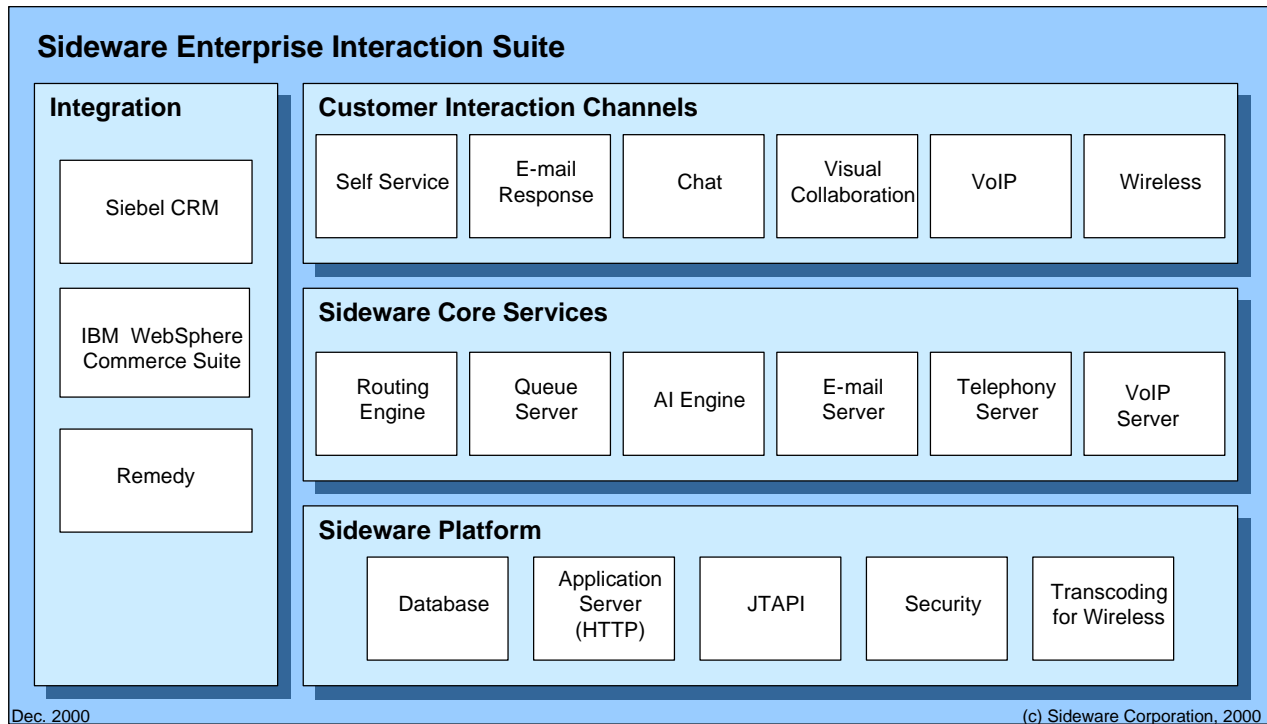 Sideware Enterprise Interaction Suite
Integration
Siebel CRM
IBM WebSphere
Commerce Suite
Remedy
Customer Interaction Channels
Self Service
E-mail
Response
Chat
Visual
Collaboration
VoIP
Wireless
Sideware Core Services
Routing
Engine
Queue
Server
AI Engine
E-mail
Server
Telephony
Server
VoIP
Server
Sideware Platform
Database
Application
Server
(HTTP)
JTAPI
Security
Transcoding
for Wireless
Dec. 2000
(c) Sideware Corporation, 2000